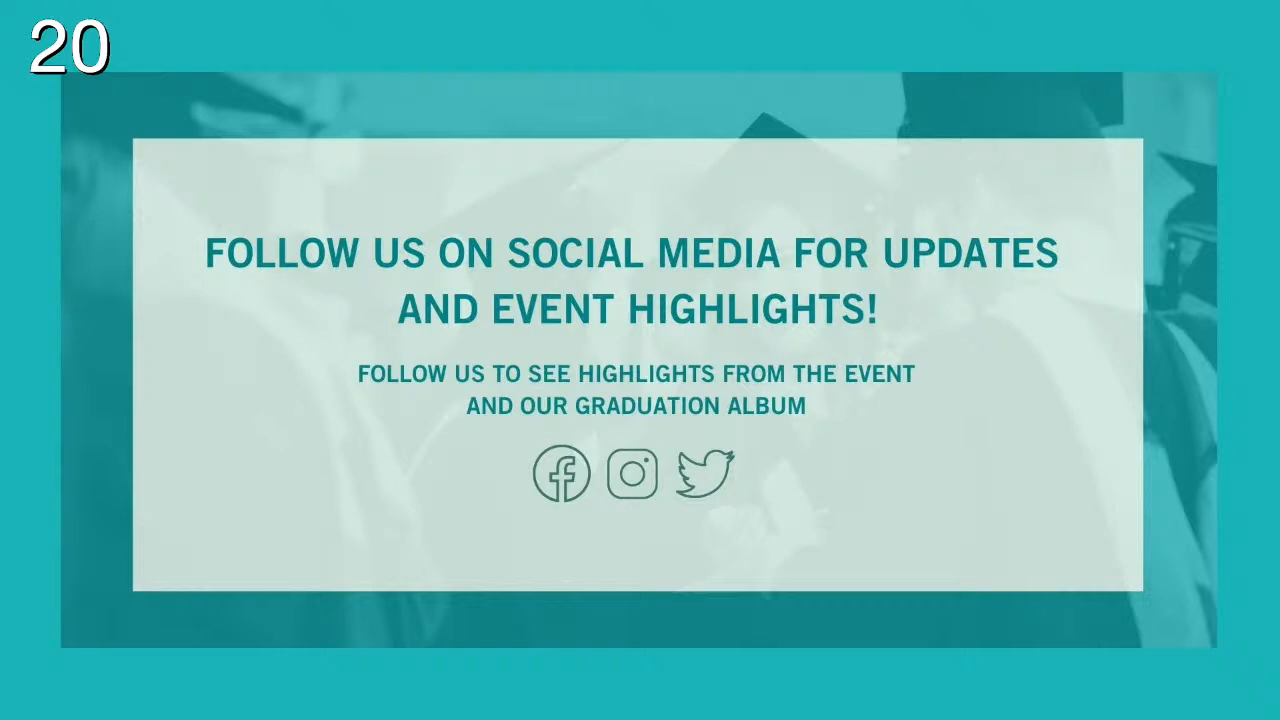 20
FOLLOW US ON SOCIAL MEDIA FOR UPDATES
AND EVENT HIGHLIGHTS!
FOLLOW US TO SEE HIGHLIGHTS FROM THE EVENT
AND OUR GRADUATION ALBUM